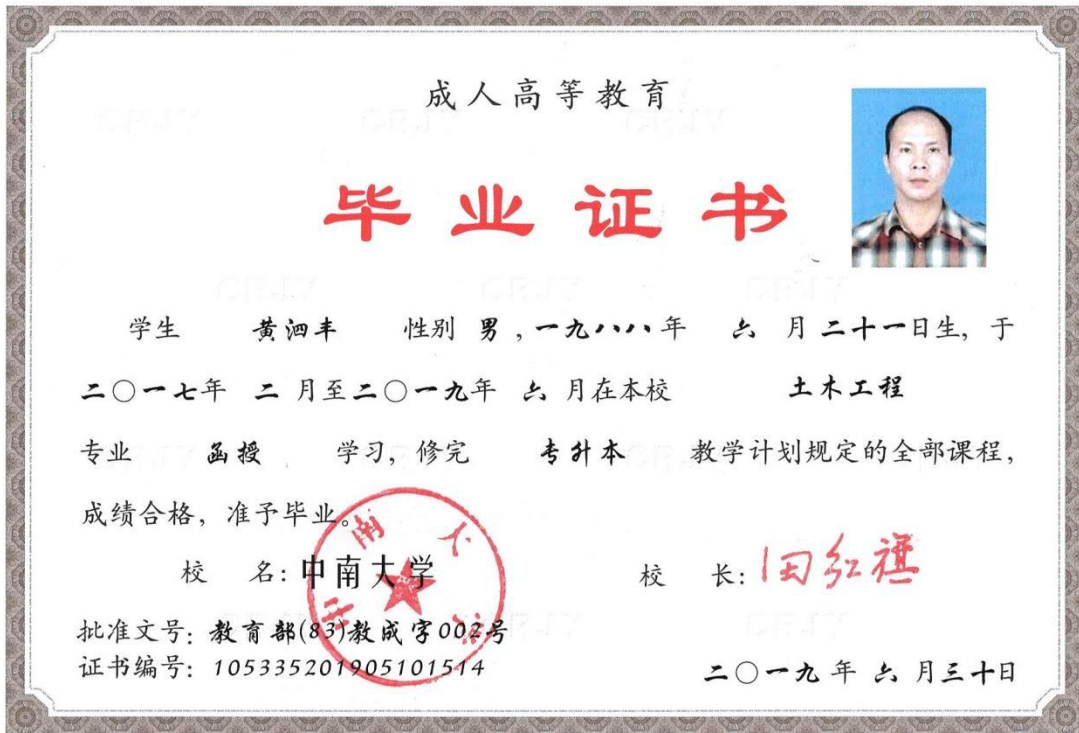 成人高等教育
毕业证书
学生 黄泗丰 性别 男，一九八八年 六 月 二十一日生，于
二〇一七年 二 月至二〇一九年 六 月在本校 土木工程
专业 函授 学习，修完 专升本 教学计划规定的全部课程，
成绩合格，准予毕业。
校 名：中南大学
校 长：田红旗
中南大学
批准文号：教育部(83)教成字002号
证书编号：105335201905101514
二〇一九年 六 月三十日